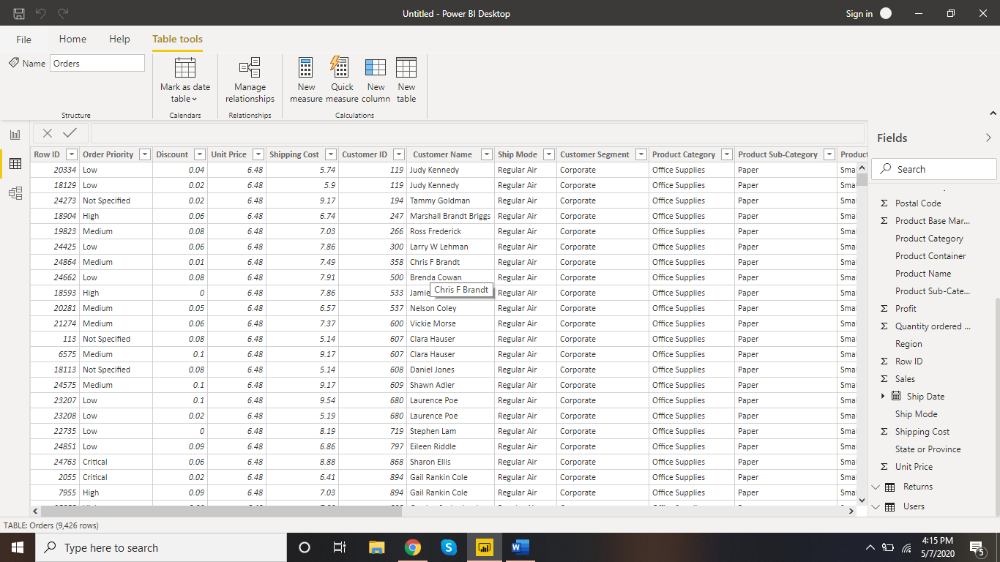 Untitled - Power BI Desktop
Sign in
File Home Help Table tools
Name Orders
Mark as date table
Manage relationships
New measure
Quick measure
New column
New table
Structure Calendars Relationships Calculations
Row ID Order Priority Discount Unit Price Shipping Cost Customer ID Customer Name Ship Mode Customer Segment Product Category Product Sub-Category Product
20334 Low 0.04 6.48 5.74 119 Judy Kennedy Regular Air Corporate Office Supplies Paper Sma
18129 Low 0.02 6.48 5.9 119 Judy Kennedy Regular Air Corporate Office Supplies Paper Sma
24273 Not Specified 0.02 6.48 9.17 194 Tammy Goldman Regular Air Corporate Office Supplies Paper Sma
18904 High 0.06 6.48 6.74 247 Marshall Brandt Briggs Regular Air Corporate Office Supplies Paper Sma
19823 Medium 0.08 6.48 7.03 266 Ross Frederick Regular Air Corporate Office Supplies Paper Sma
24425 Low 0.06 6.48 7.86 300 Larry W Lehman Regular Air Corporate Office Supplies Paper Sma
24864 Medium 0.01 6.48 7.49 358 Chris F Brandt Regular Air Corporate Office Supplies Paper Sma
24662 Low 0.08 6.48 7.91 500 Brenda Cowan Regular Air Corporate Office Supplies Paper Sma
18593 High 0 6.48 7.86 533 Jamie Chris F Brandt Regular Air Corporate Office Supplies Paper Sma
20281 Medium 0.05 6.48 6.57 537 Nelson Coley Regular Air Corporate Office Supplies Paper Sma
21274 Medium 0.06 6.48 7.37 600 Vickie Morse Regular Air Corporate Office Supplies Paper Sma
113 Not Specified 0.08 6.48 5.14 607 Clara Hauser Regular Air Corporate Office Supplies Paper Sma
6575 Medium 0.1 6.48 9.17 607 Clara Hauser Regular Air Corporate Office Supplies Paper Sma
18113 Not Specified 0.08 6.48 5.14 608 Daniel Jones Regular Air Corporate Office Supplies Paper Sma
24575 Medium 0.1 6.48 9.17 609 Shawn Adler Regular Air Corporate Office Supplies Paper Sma
23207 Low 0.1 6.48 9.54 680 Laurence Poe Regular Air Corporate Office Supplies Paper Sma
23208 Low 0.02 6.48 5.19 680 Laurence Poe Regular Air Corporate Office Supplies Paper Sma
22735 Low 0 6.48 8.19 719 Stephen Lam Regular Air Corporate Office Supplies Paper Sma
24851 Low 0.09 6.48 6.86 797 Eileen Riddle Regular Air Corporate Office Supplies Paper Sma
24763 Critical 0.06 6.48 8.88 868 Sharon Ellis Regular Air Corporate Office Supplies Paper Sma
2055 Critical 0.02 6.48 6.41 894 Gail Rankin Cole Regular Air Corporate Office Supplies Paper Sma
7955 High 0.09 6.48 7.03 894 Gail Rankin Cole Regular Air Corporate Office Supplies Paper Sma
Fields
Search
Postal Code
Product Base Mar...
Product Category
Product Container
Product Name
Product Sub-Cate...
Profit
Quantity ordered ...
Region
Row ID
Sales
Ship Date
Ship Mode
Shipping Cost
State or Province
Unit Price
Returns
Users
TABLE: Orders (9,426 rows)
Type here to search
4:15 PM
5/7/2020
5